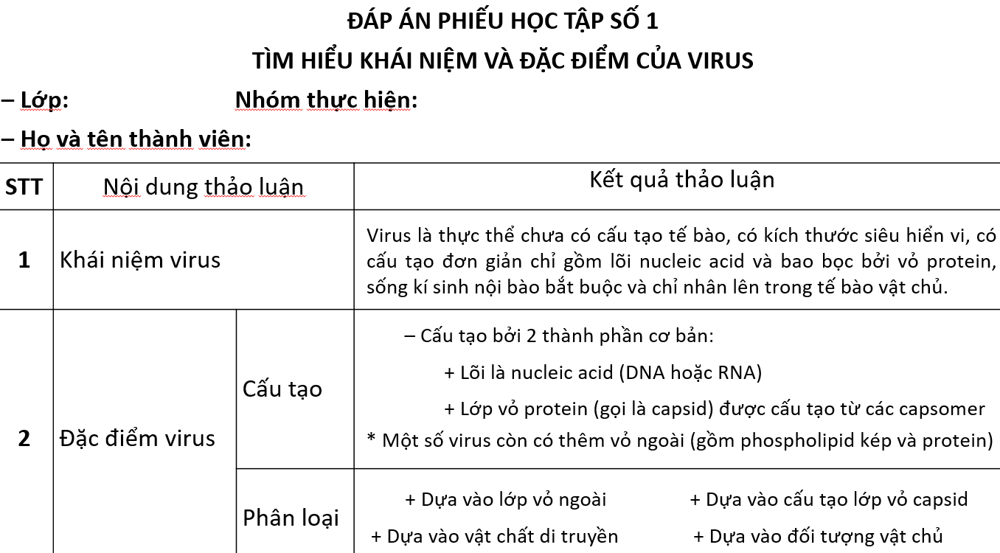 ĐÁP ÁN PHIẾU HỌC TẬP SỐ 1
TÌM HIỂU KHÁI NIỆM VÀ ĐẶC ĐIỂM CỦA VIRUS
– Lớp: Nhóm thực hiện:
– Họ và tên thành viên:
STT Nội dung thảo luận Kết quả thảo luận
1 Khái niệm virus
Virus là thực thể chưa có cấu tạo tế bào, có kích thước siêu hiển vi, có
cấu tạo đơn giản chỉ gồm lõi nucleic acid và bao bọc bởi vỏ protein,
sống kí sinh nội bào bắt buộc và chỉ nhân lên trong tế bào vật chủ.
2 Đặc điểm virus
Cấu tạo
– Cấu tạo bởi 2 thành phần cơ bản:
+ Lõi là nucleic acid (DNA hoặc RNA)
+ Lớp vỏ protein (gọi là capsid) được cấu tạo từ các capsomer
* Một số virus còn có thêm vỏ ngoài (gồm phospholipid kép và protein)
Phân loại
+ Dựa vào lớp vỏ ngoài + Dựa vào cấu tạo lớp vỏ capsid
+ Dựa vào vật chất di truyền + Dựa vào đối tượng vật chủ